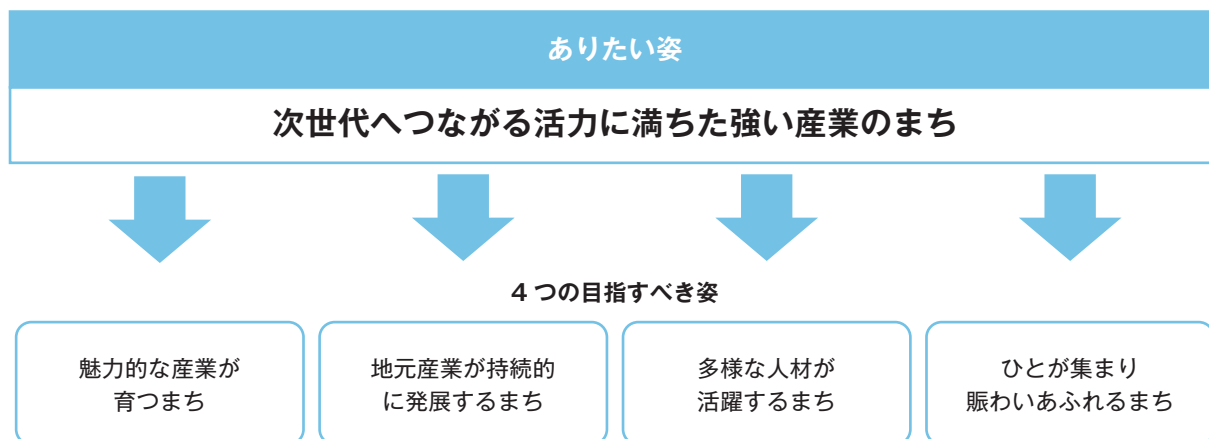 ありたい姿
次世代へつながる活力に満ちた強い産業のまち
4つの目指すべき姿
魅力的な産業が
育つまち
地元産業が持続的
に発展するまち
多様な人材が
活躍するまち
ひとが集まり
賑わいあふれるまち